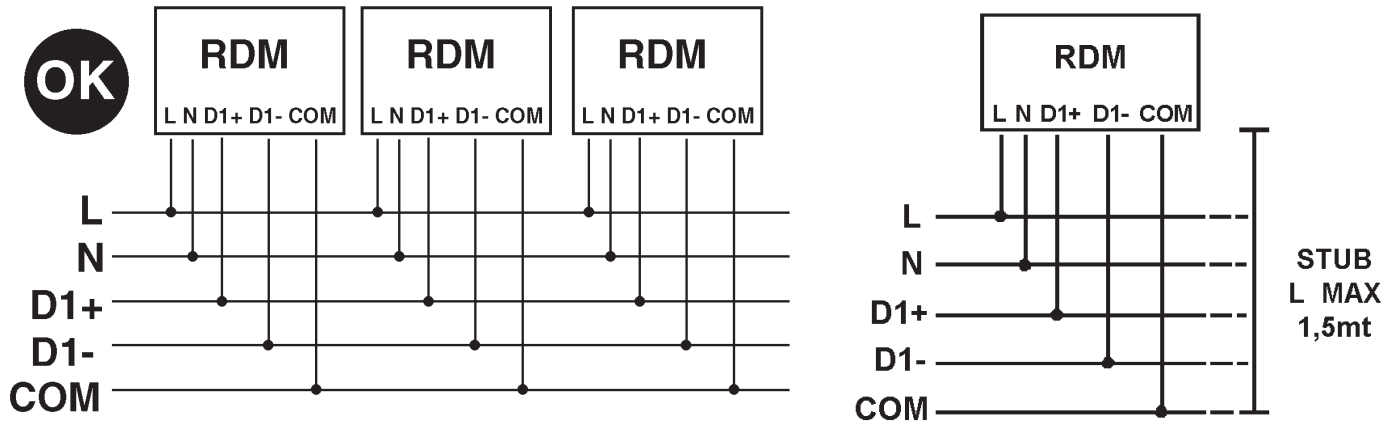 OK
RDM
L N D1+ D1- COM
RDM
L N D1+ D1- COM
RDM
L N D1+ D1- COM
L
N
D1+
D1-
COM
RDM
L N D1+ D1- COM
L
N
D1+
D1-
COM
STUB
L MAX
1,5mt